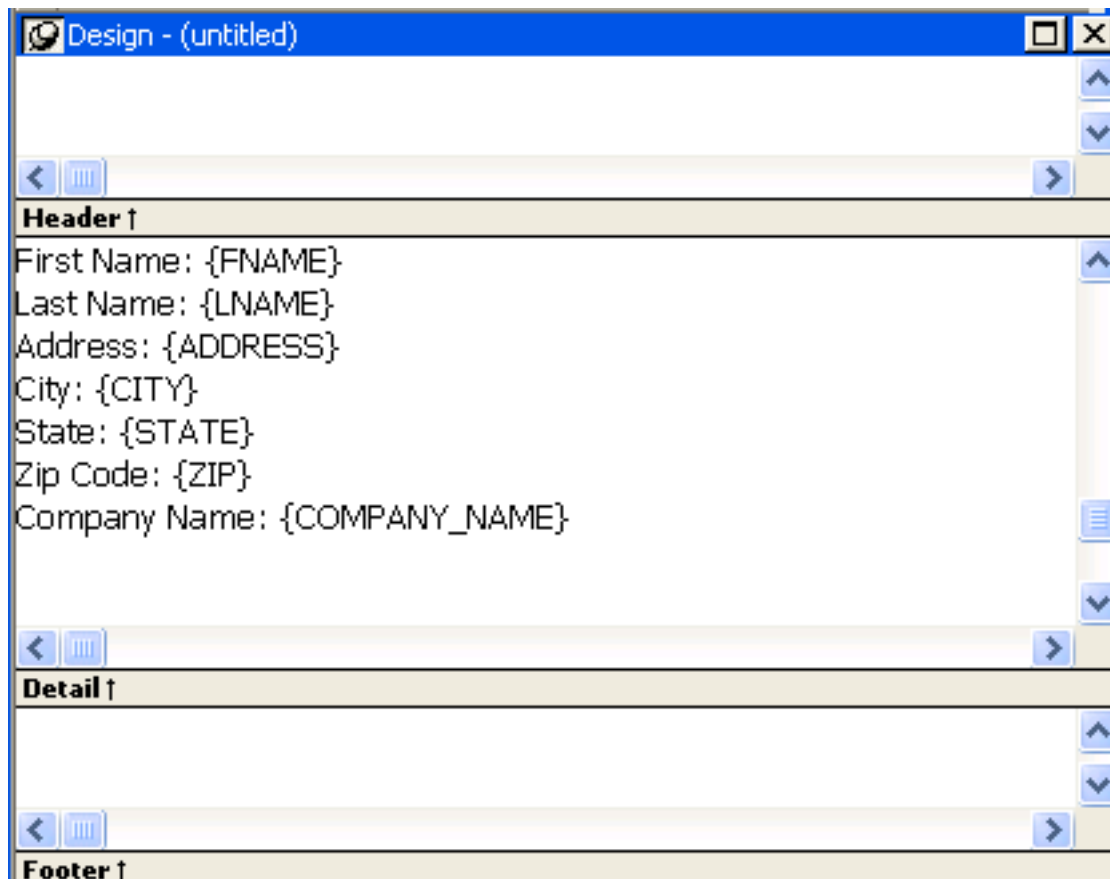 Design - (untitled)
Header ↑
First Name: {FNAME}
Last Name: {LNAME}
Address: {ADDRESS}
City: {CITY}
State: {STATE}
Zip Code: {ZIP}
Company Name: {COMPANY_NAME}
Detail ↑
Footer ↑